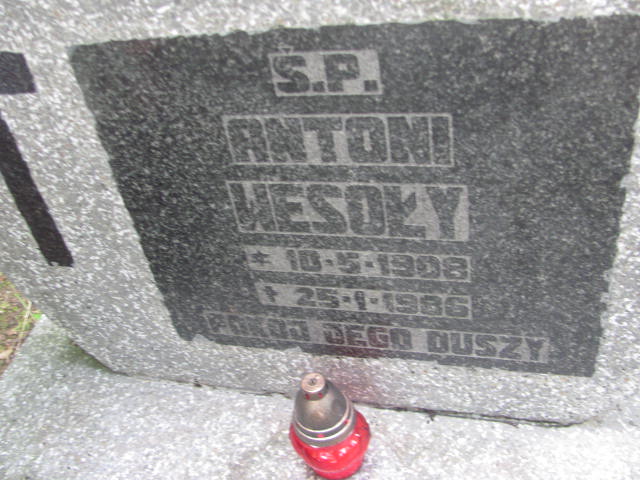 Ś.P.
ANTONI
WESOŁY
* 10-5-1908
† 25-1-1986
POKÓJ JEGO DUSZY